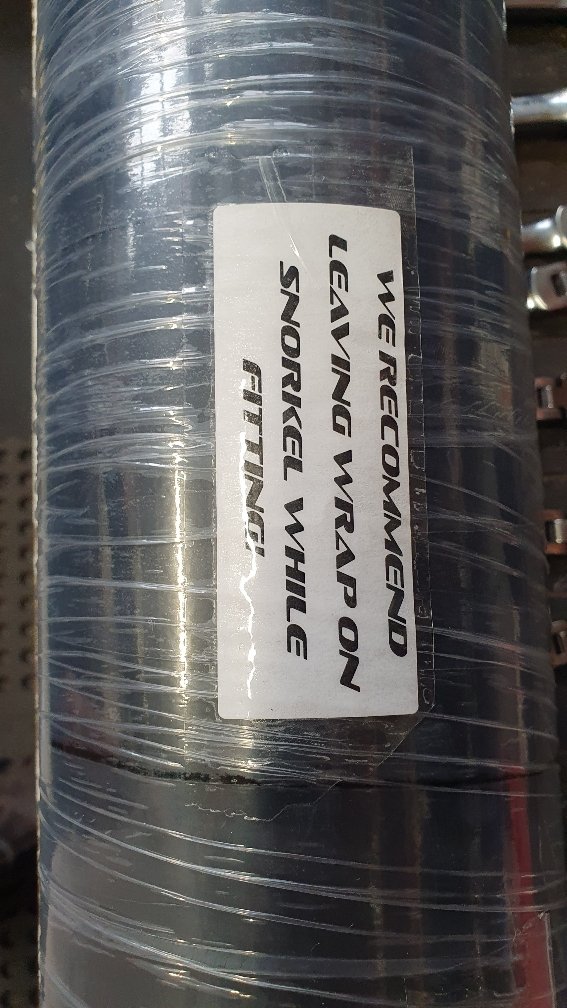 WE RECOMMEND
LEAVING WRAP ON
SNORKEL WHILE
FITTING!